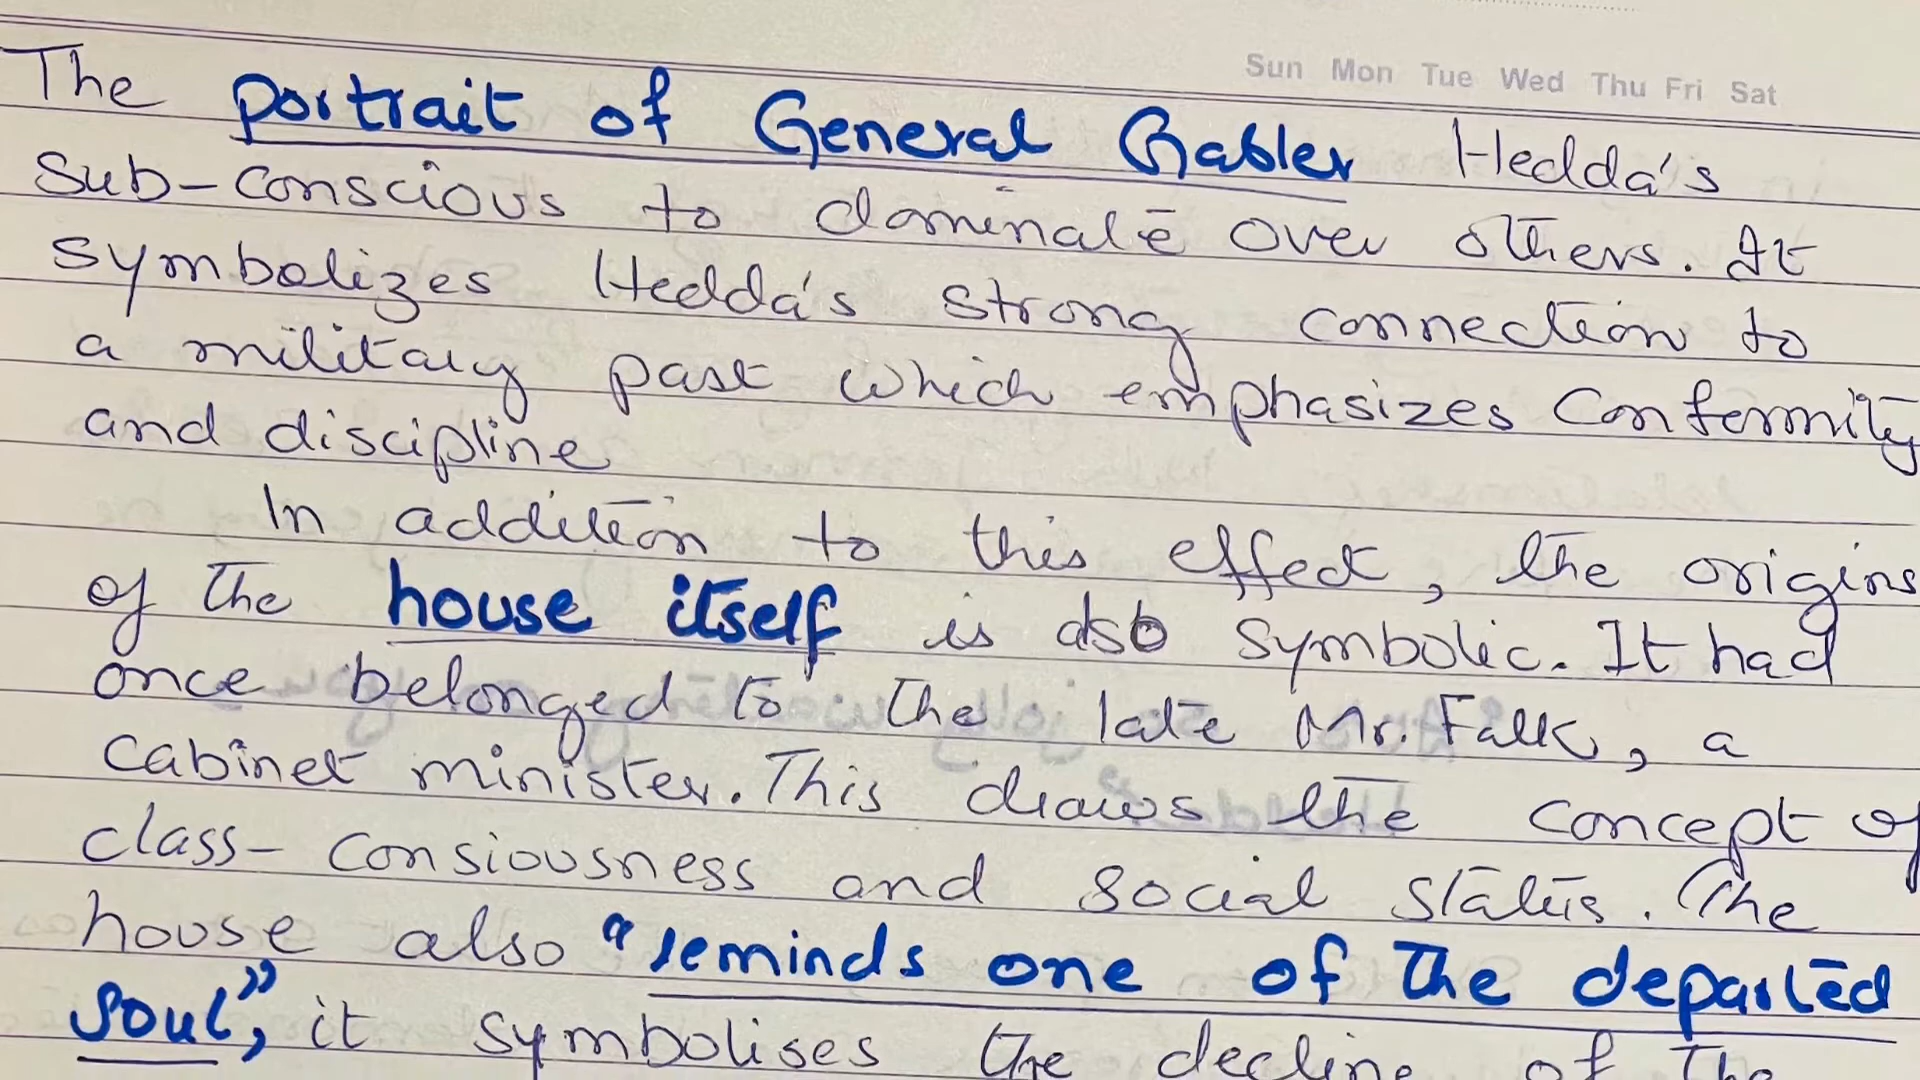 Sun Mon Tue Wed Thu Fri Sat
The portrait of General Gabler Hedda's
sub-conscious to dominate over others. It
symbolizes Hedda's strong connection to
a military past which emphasizes conformity
and discipline
In addition to this effect, the origins
of the house itself is also symbolic. It had
once belonged to the late Mr. Falk, a
cabinet minister. This draws the concept of
class-consiousness and social status. The
house also "reminds one of the departed
soul", it symbolises the decline of the